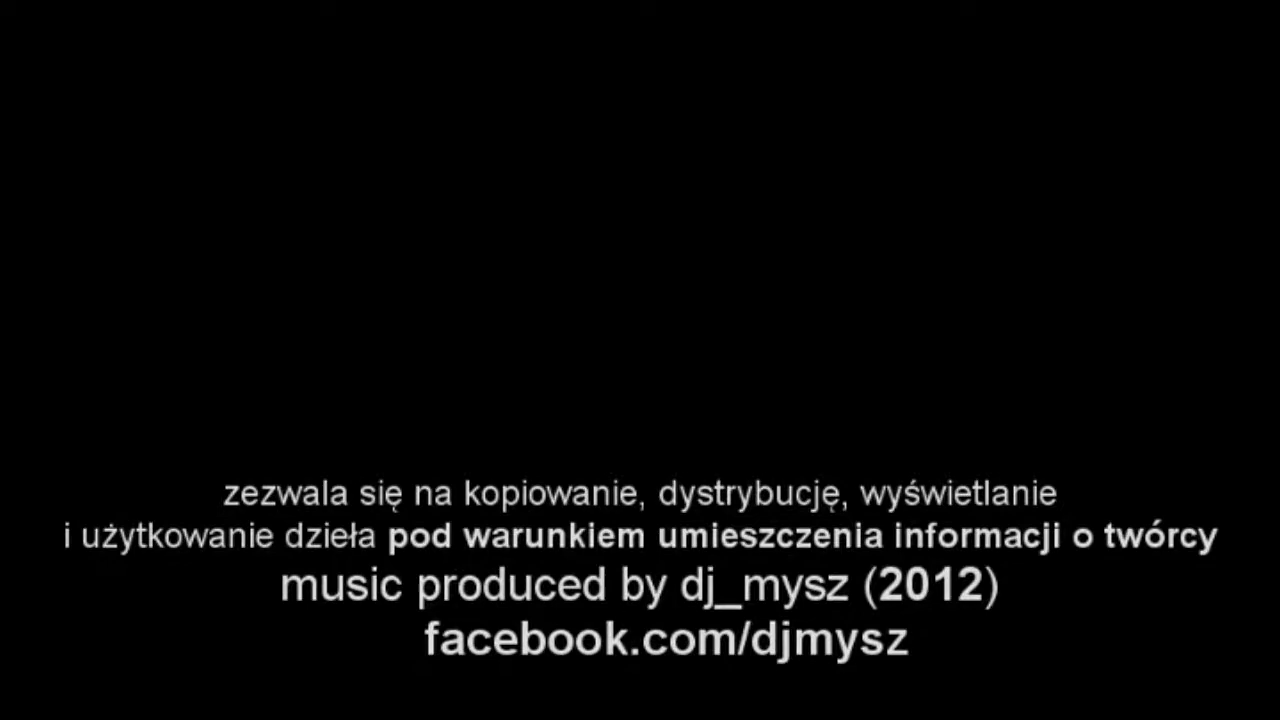 zezwala się na kopiowanie, dystrybucję, wyświetlanie
i użytkowanie dzieła pod warunkiem umieszczenia informacji o twórcy
music produced by dj_mysz (2012)
facebook.com/djmysz